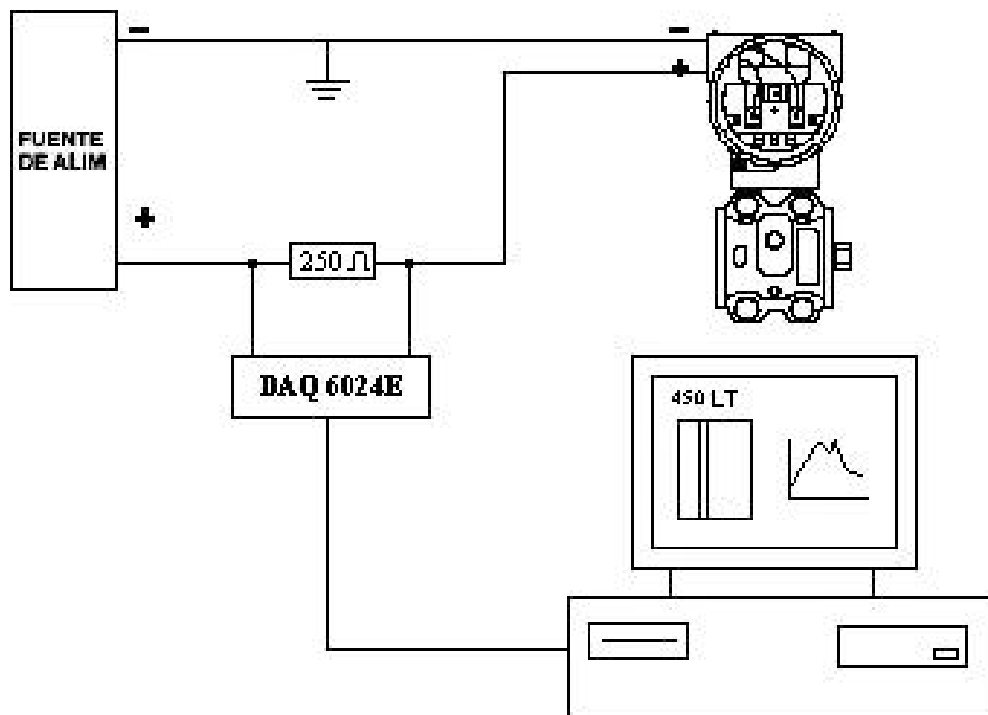 −
−
+
FUENTE
DE ALIM
+
250 Ω
DAQ 6024E
450 LT